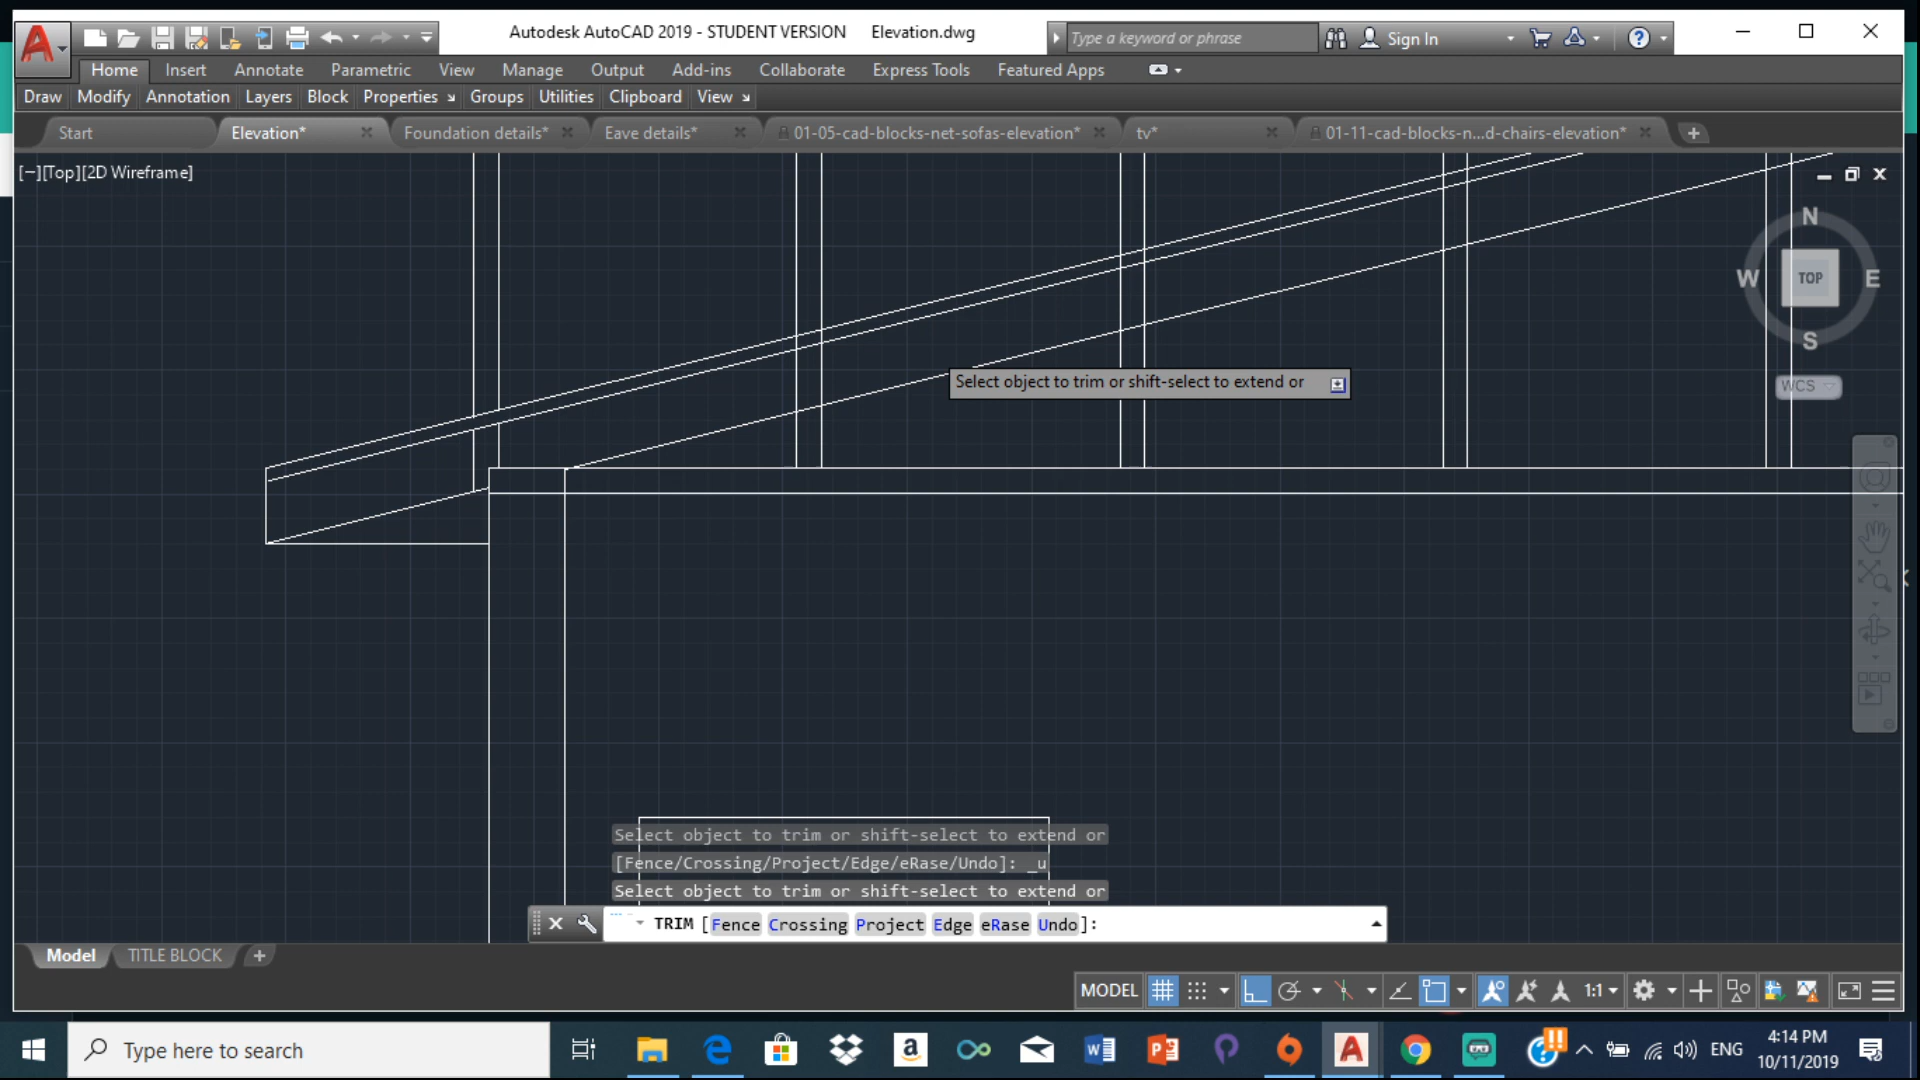 Autodesk AutoCAD 2019 - STUDENT VERSION Elevation.dwg
Type a keyword or phrase
Sign In
Home Insert Annotate Parametric View Manage Output Add-ins Collaborate Express Tools Featured Apps
Draw Modify Annotation Layers Block Properties Groups Utilities Clipboard View
Start Elevation* Foundation details* Eave details* 01-05-cad-blocks-net-sofas-elevation* tv* 01-11-cad-blocks-n...d-chairs-elevation*
[−][Top][2D Wireframe]
N
W TOP E
S
WCS
Select object to trim or shift-select to extend or
Select object to trim or shift-select to extend or
[Fence/Crossing/Project/Edge/eRase/Undo]: _u
Select object to trim or shift-select to extend or
TRIM [Fence Crossing Project Edge eRase Undo]:
Model TITLE BLOCK
MODEL 1:1
Type here to search
ENG
4:14 PM
10/11/2019